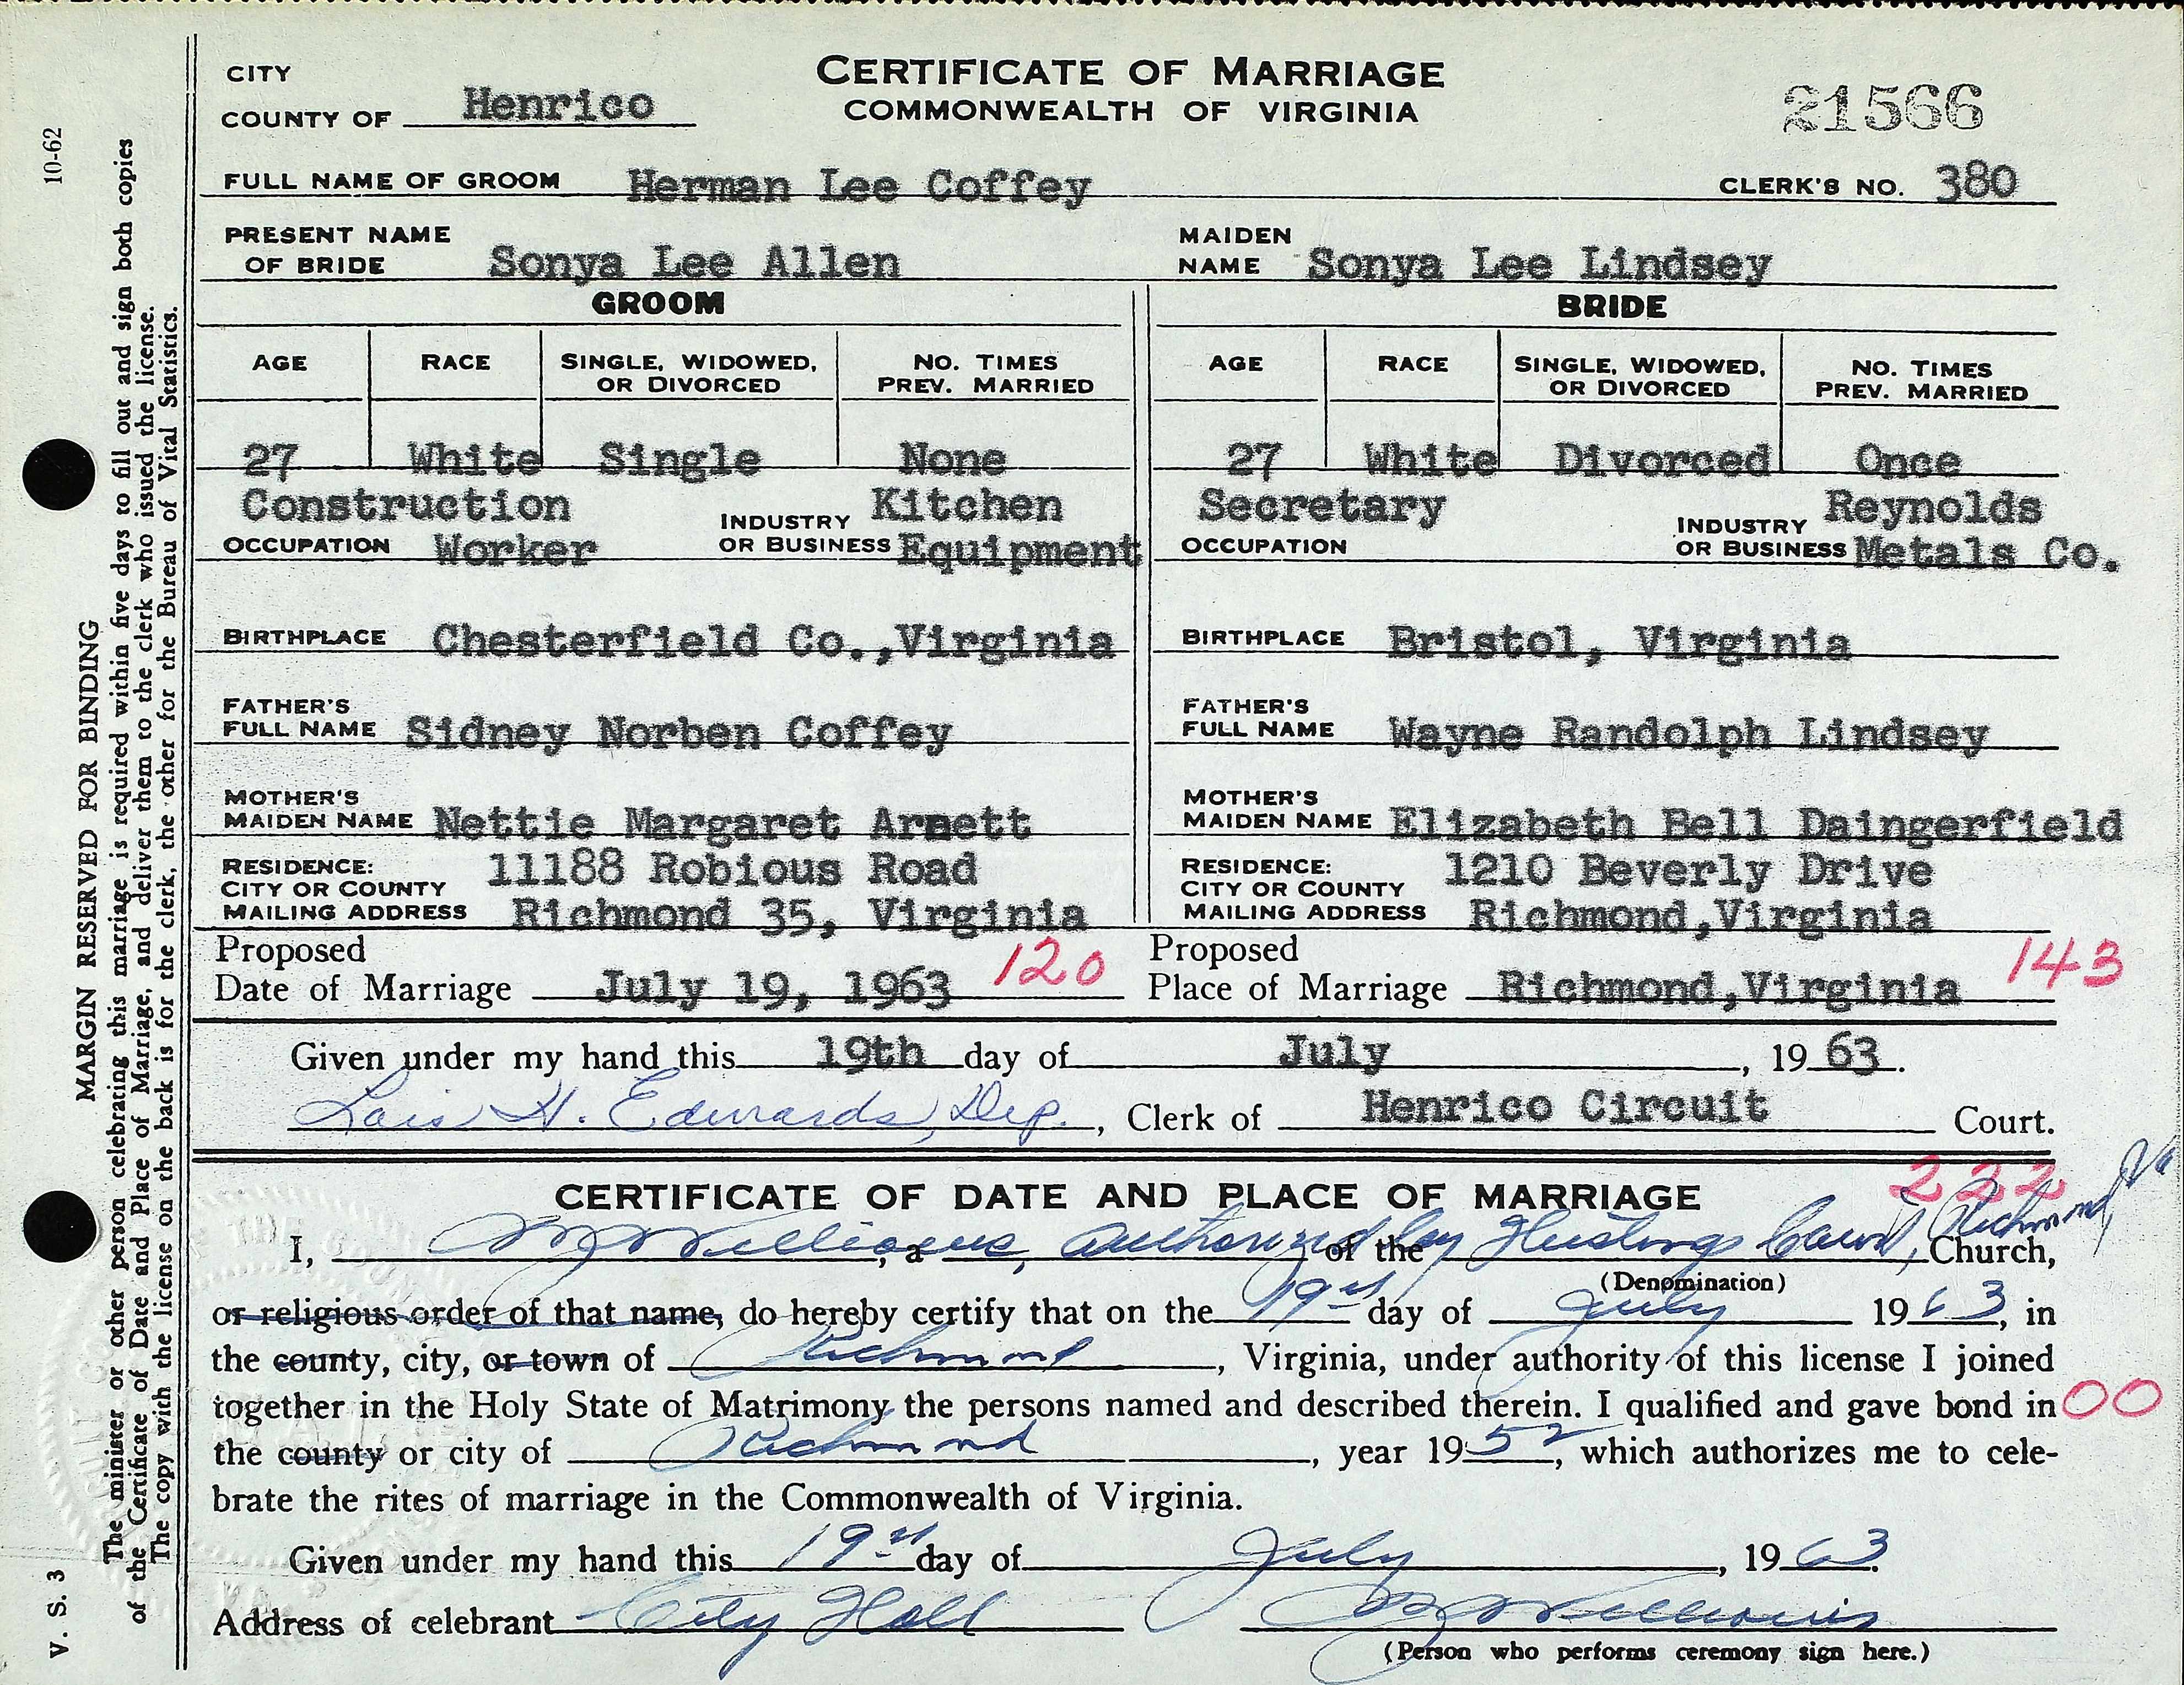 CITY
COUNTY OF Henrico
CERTIFICATE OF MARRIAGE
COMMONWEALTH OF VIRGINIA
21566
FULL NAME OF GROOM Herman Lee Coffey CLERK'S NO. 380
PRESENT NAME OF BRIDE Sonya Lee Allen MAIDEN NAME Sonya Lee Lindsey
GROOM BRIDE
AGE RACE SINGLE, WIDOWED, OR DIVORCED NO. TIMES PREV. MARRIED AGE RACE SINGLE, WIDOWED, OR DIVORCED NO. TIMES PREV. MARRIED
27 White Single None 27 White Divorced Once
OCCUPATION Construction Worker INDUSTRY OR BUSINESS Kitchen Equipment OCCUPATION Secretary INDUSTRY OR BUSINESS Reynolds Metals Co.
BIRTHPLACE Chesterfield Co.,Virginia BIRTHPLACE Bristol, Virginia
FATHER'S FULL NAME Sidney Norben Coffey FATHER'S FULL NAME Wayne Randolph Lindsey
MOTHER'S MAIDEN NAME Nettie Margaret Arnett MOTHER'S MAIDEN NAME Elizabeth Bell Daingerfield
RESIDENCE: CITY OR COUNTY MAILING ADDRESS 11188 Robious Road Richmond 35, Virginia RESIDENCE: CITY OR COUNTY MAILING ADDRESS 1210 Beverly Drive Richmond,Virginia
Proposed Date of Marriage July 19, 1963 120 Proposed Place of Marriage Richmond,Virginia 143
Given under my hand this 19th day of July, 1963.
Lois H. Edwards, Dep., Clerk of Henrico Circuit Court.
222
CERTIFICATE OF DATE AND PLACE OF MARRIAGE
I, Williams, a authorized of the by Hustings Court, Richmond, Va Church,
(Denomination)
or religious order of that name, do hereby certify that on the 19th day of July 1963, in
the county, city, or town of Richmond, Virginia, under authority of this license I joined
together in the Holy State of Matrimony the persons named and described therein. I qualified and gave bond in 00
the county or city of Richmond, year 1952, which authorizes me to cele-
brate the rites of marriage in the Commonwealth of Virginia.
Given under my hand this 19th day of July, 1963
Address of celebrant City Hall Williams
(Person who performs ceremony sign here.)
10-62
MARGIN RESERVED FOR BINDING
The minister or other person celebrating this marriage is required within five days to fill out and sign both copies
of the Certificate of Date and Place of Marriage, and deliver them to the clerk who issued the license.
The copy with the license on the back is for the clerk, the other for the Bureau of Vital Statistics.
V. S. 3